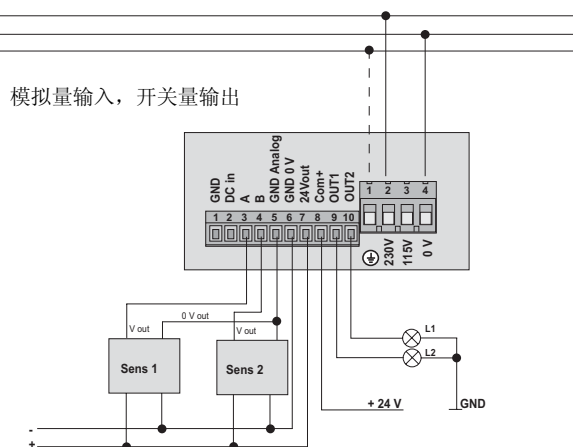 模拟量输入，开关量输出
GND
DC in
A
B
GND Analog
GND 0 V
24Vout
Com+
OUT1
OUT2
1 2 3 4
1 2 3 4 5 6 7 8 9 10
230V
115V
0 V
0 V out
V out
V out
L1
L2
Sens 1
Sens 2
+ 24 V
GND
-
+